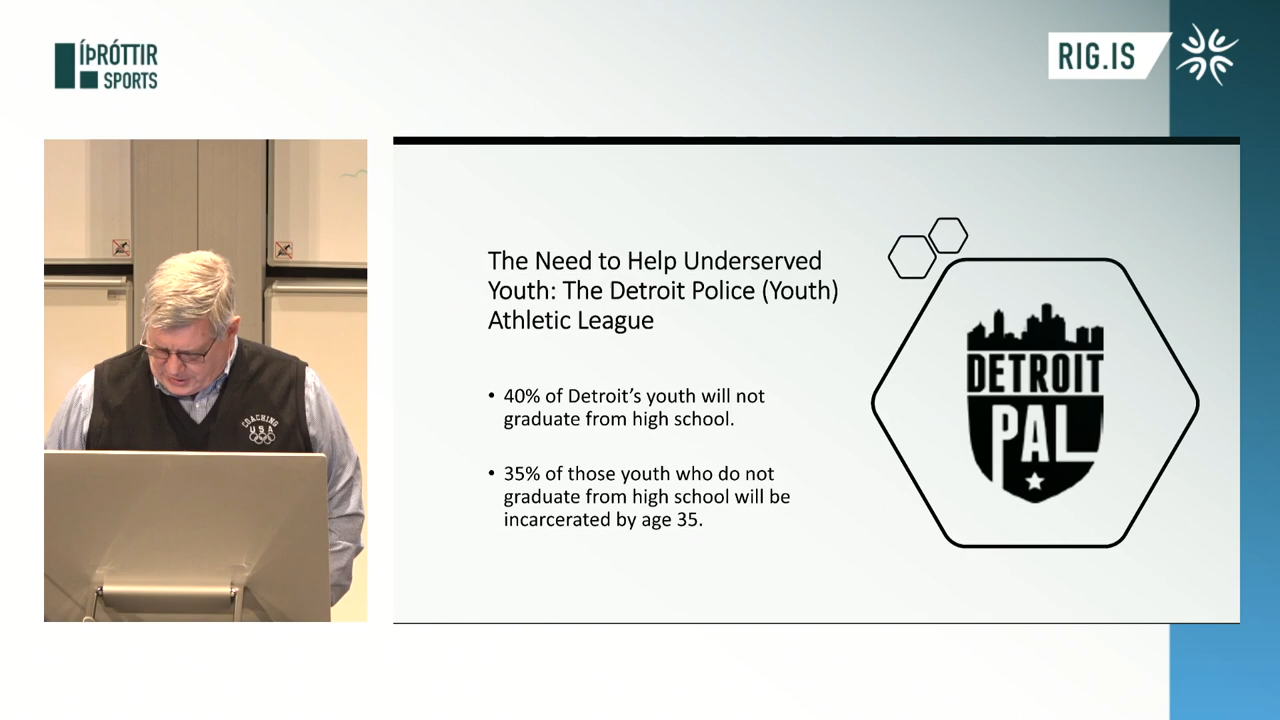 ÍÞRÓTTIR
SPORTS
RIG.IS
COACHING
USA
The Need to Help Underserved
Youth: The Detroit Police (Youth)
Athletic League
• 40% of Detroit’s youth will not
graduate from high school.
• 35% of those youth who do not
graduate from high school will be
incarcerated by age 35.
DETROIT
PAL